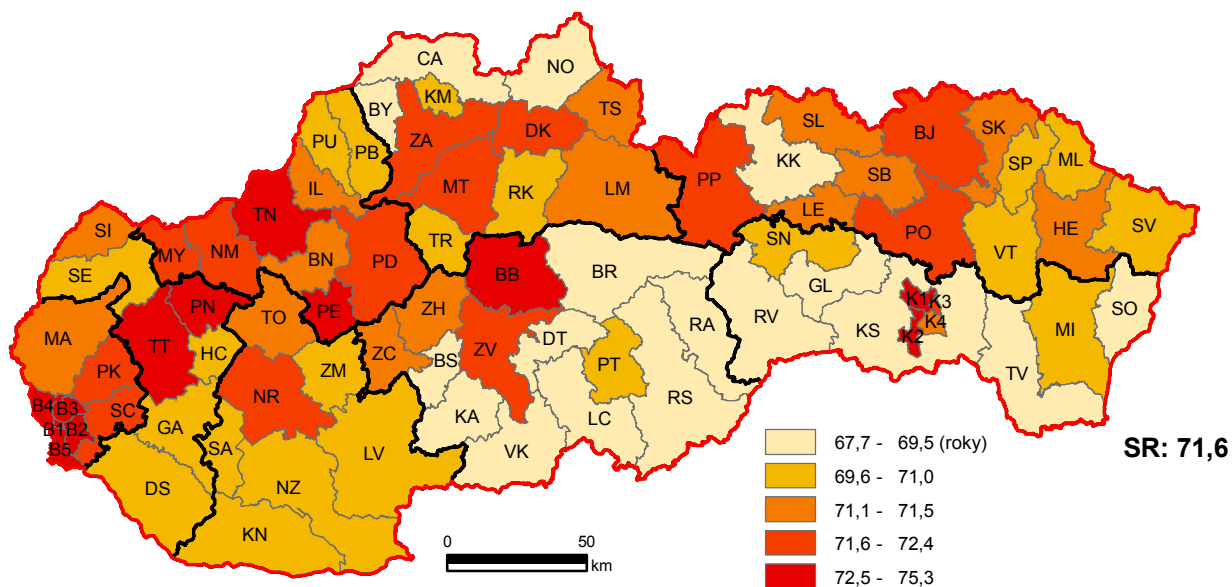 CA
NO
BY
KM
TS
PU
PB
ZA
DK
SL
BJ
SK
ML
SP
KK
IL
MT
RK
LM
PP
SB
TN
LE
PO
HE
SV
VT
SI
MY
NM
BN
PD
TR
SN
SE
BB
BR
GL
PN
PE
TO
ZH
RA
RV
KS
K1
K3
K4
K2
MI
SO
MA
TT
HC
ZC
BS
ZV
DT
PT
TV
PK
NR
ZM
RS
B4
B3
SC
B1
B2
GA
KA
LC
B5
SA
LV
VK
DS
NZ
KN
0
50
km
67,7 - 69,5 (roky)
69,6 - 71,0
71,1 - 71,5
71,6 - 72,4
72,5 - 75,3
SR: 71,6